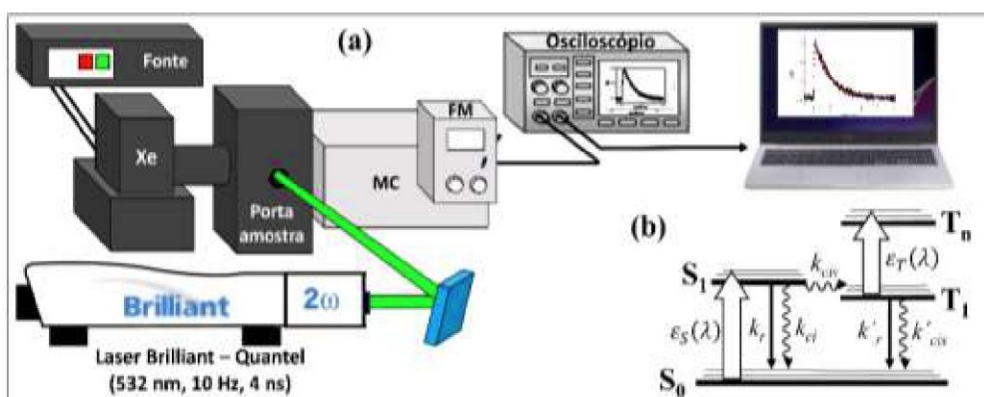 (a)
Fonte
Xe
Porta
amostra
MC
FM
Osciloscópio
Brilliant
2ω
Laser Brilliant – Quantel
(532 nm, 10 Hz, 4 ns)
(b)
Tn
S1
kciv
εT(λ)
T1
εS(λ)
kr
kci
k'r
k'cis
S0